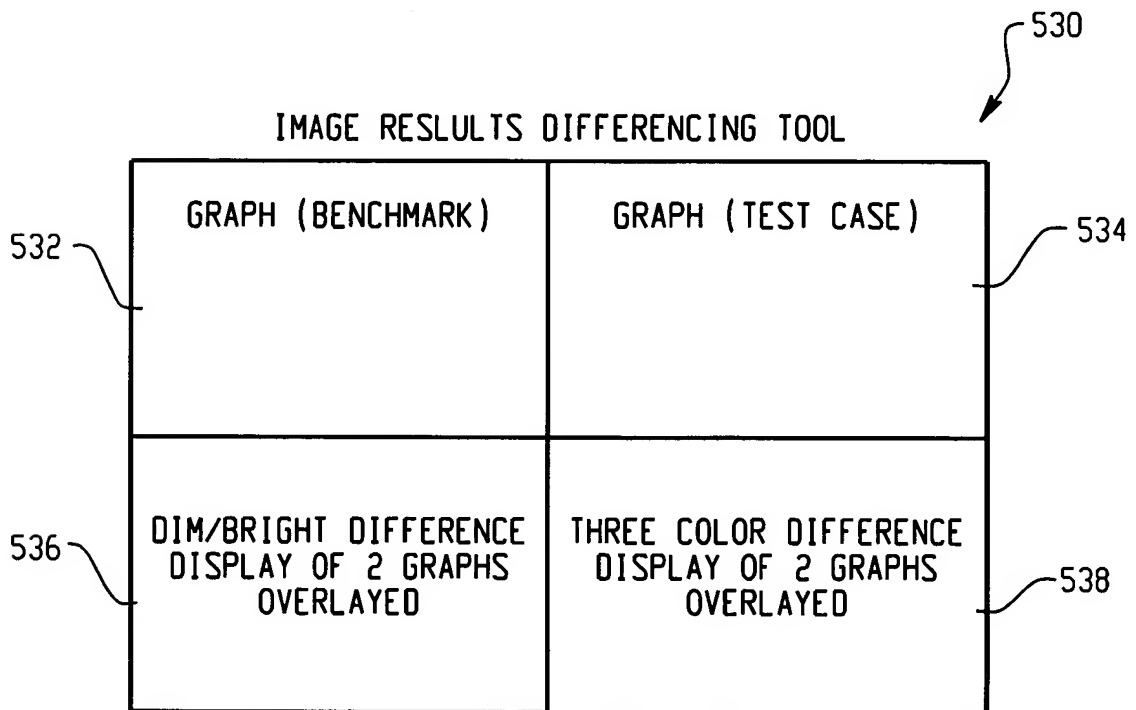 530
IMAGE RESLULTS DIFFERENCING TOOL
GRAPH (BENCHMARK)
GRAPH (TEST CASE)
532
534
DIM/BRIGHT DIFFERENCE
DISPLAY OF 2 GRAPHS
OVERLAYED
THREE COLOR DIFFERENCE
DISPLAY OF 2 GRAPHS
OVERLAYED
536
538